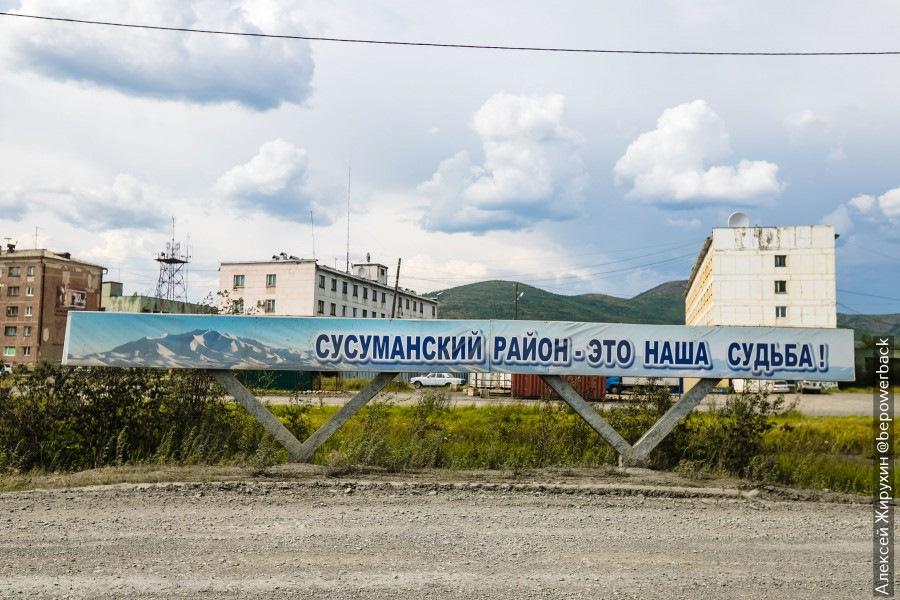 СУСУМАНСКИЙ РАЙОН - ЭТО НАША СУДЬБА!
Алексей Жирухин @bepowerback